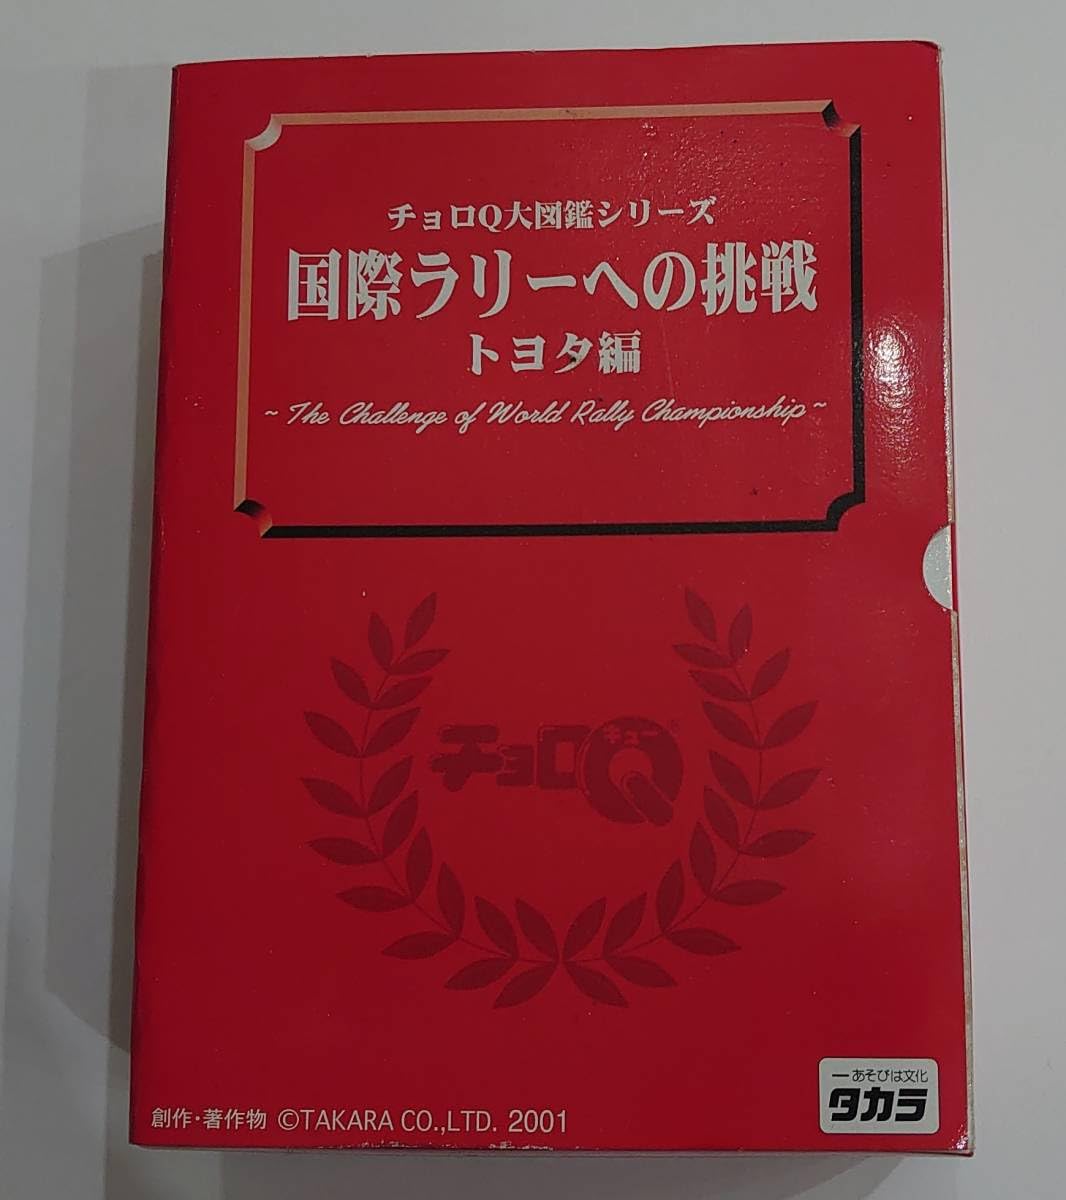 チョロQ大図鑑シリーズ
国際ラリーへの挑戦
トヨタ編
~ The Challenge of World Rally Championship ~
チョロQ
キュー
創作・著作物 ©TAKARA CO.,LTD. 2001
ーあそびは文化
タカラ